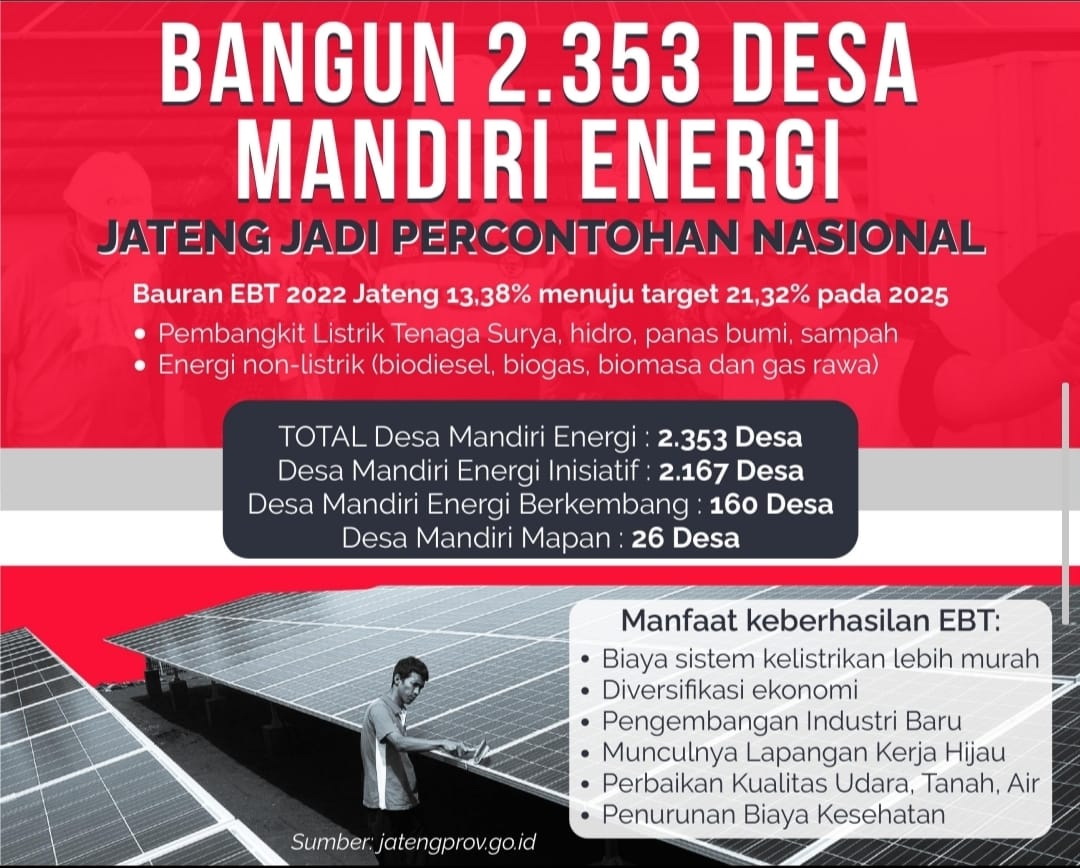 BANGUN 2.353 DESA
MANDIRI ENERGI
JATENG JADI PERCONTOHAN NASIONAL
Bauran EBT 2022 Jateng 13,38% menuju target 21,32% pada 2025
• Pembangkit Listrik Tenaga Surya, hidro, panas bumi, sampah
• Energi non-listrik (biodiesel, biogas, biomasa dan gas rawa)
TOTAL Desa Mandiri Energi : 2.353 Desa
Desa Mandiri Energi Inisiatif : 2.167 Desa
Desa Mandiri Energi Berkembang : 160 Desa
Desa Mandiri Mapan : 26 Desa
Manfaat keberhasilan EBT:
• Biaya sistem kelistrikan lebih murah
• Diversifikasi ekonomi
• Pengembangan Industri Baru
• Munculnya Lapangan Kerja Hijau
• Perbaikan Kualitas Udara, Tanah, Air
• Penurunan Biaya Kesehatan
Sumber: jatengprov.go.id